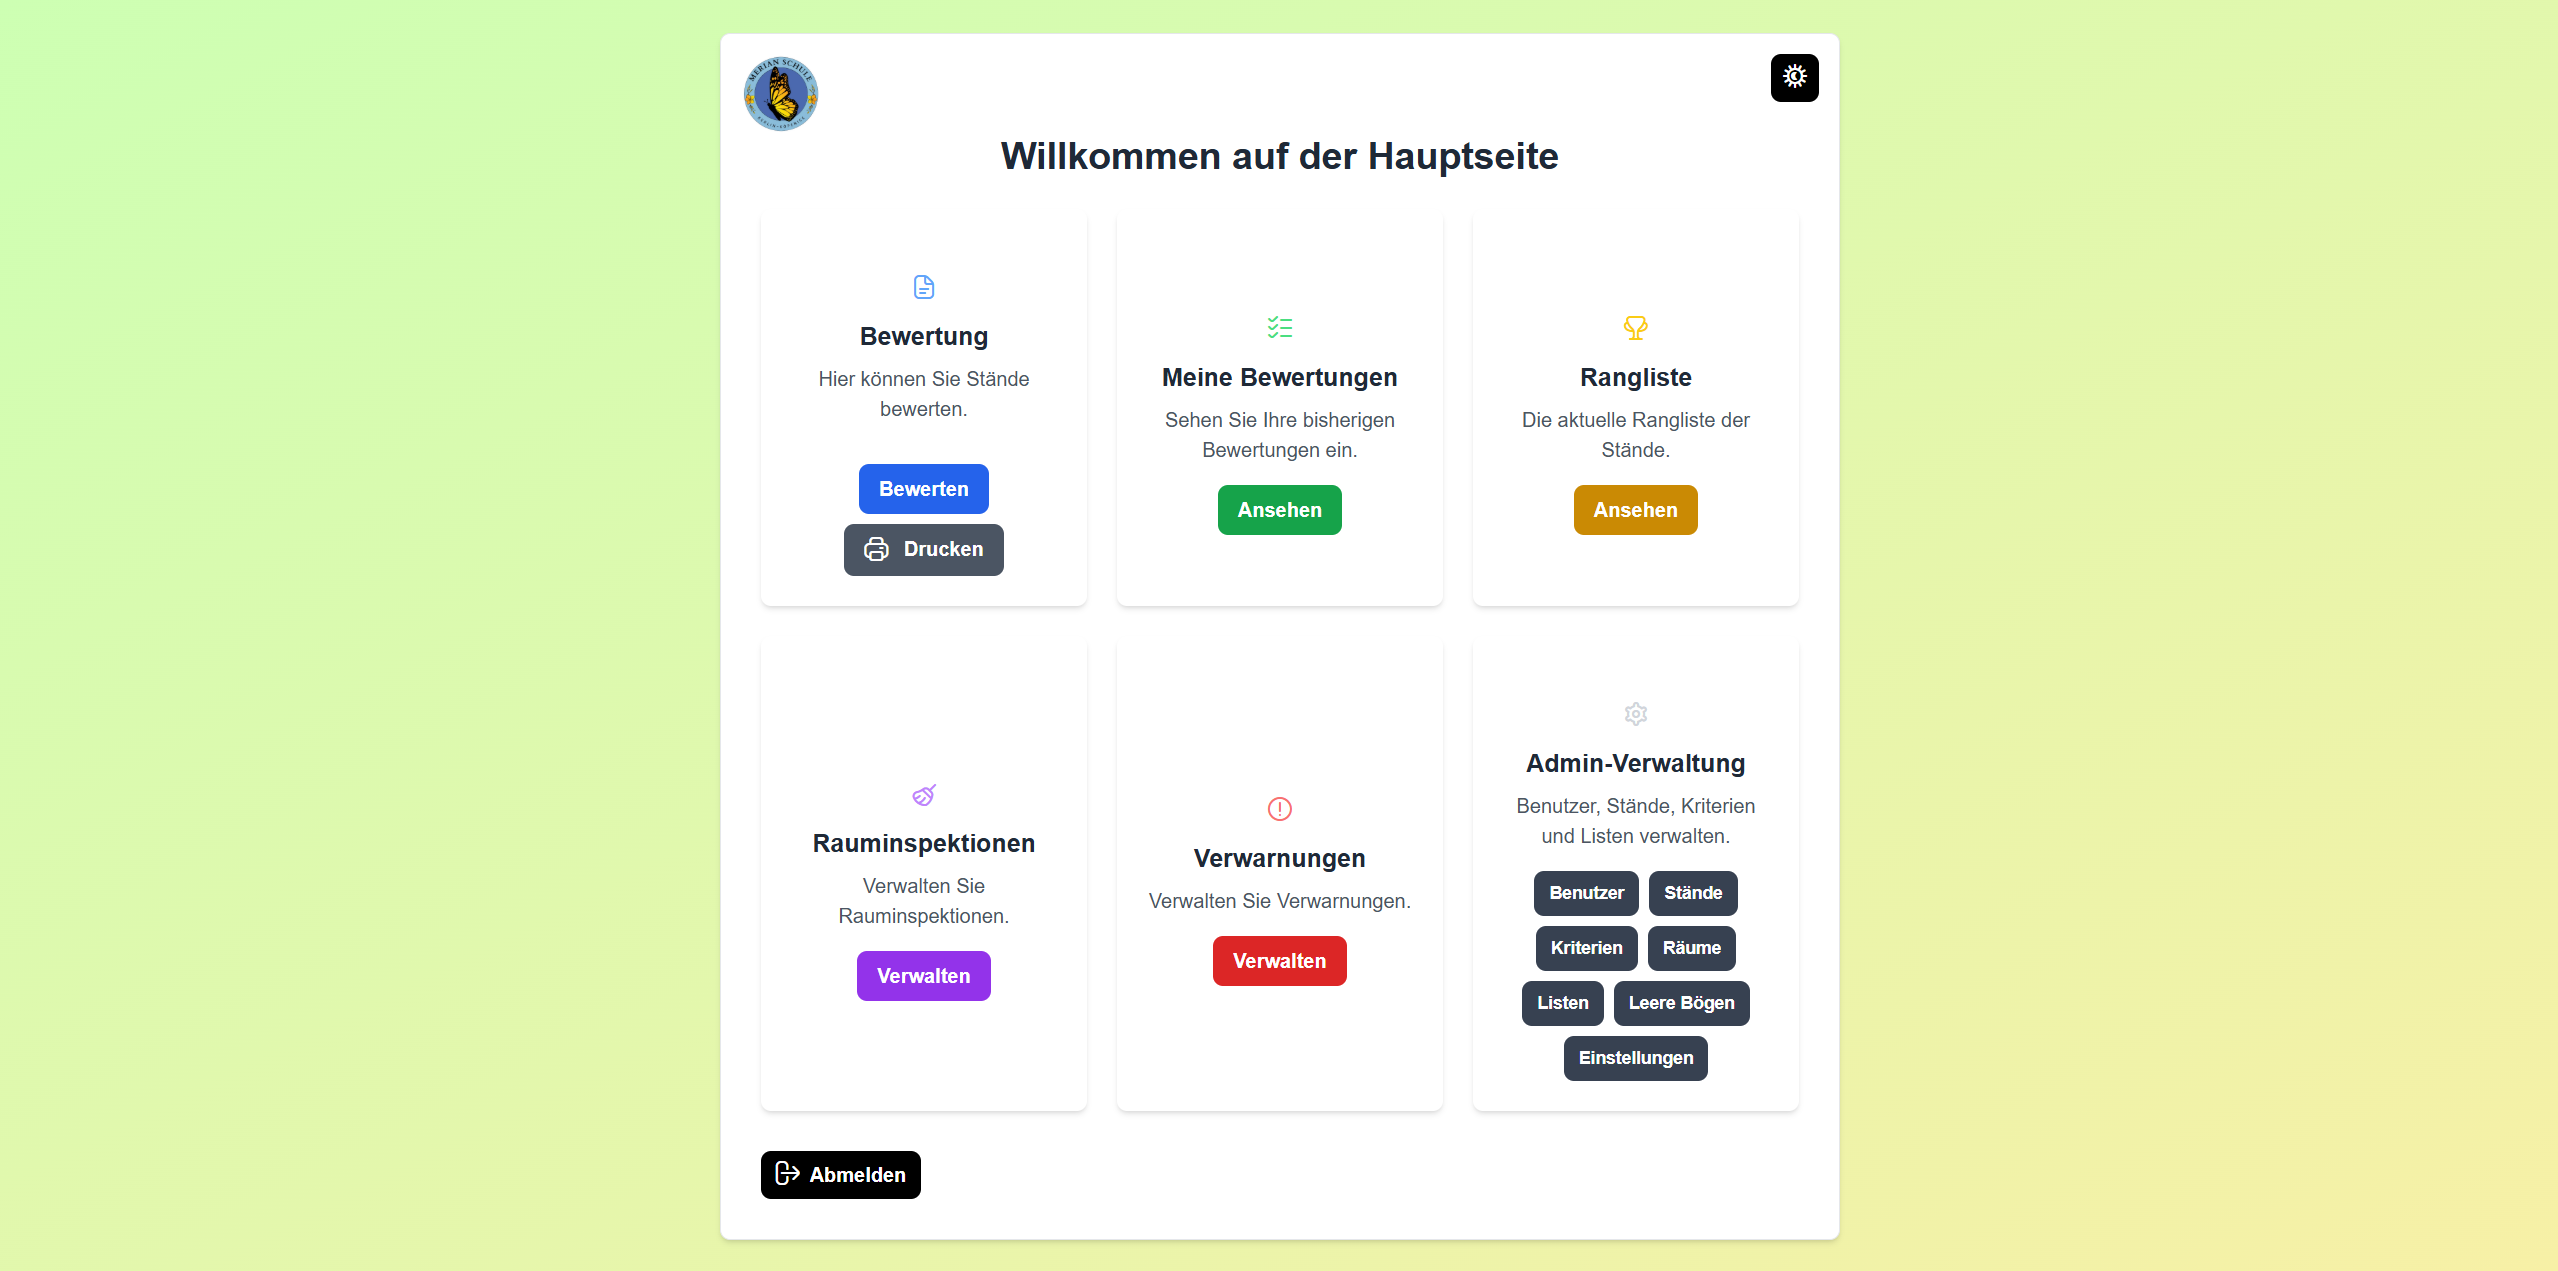 MERIAN SCHULE
BERLIN-KÖPENICK
Willkommen auf der Hauptseite
Bewertung
Hier können Sie Stände
bewerten.
Bewerten
Drucken
Meine Bewertungen
Sehen Sie Ihre bisherigen
Bewertungen ein.
Ansehen
Rangliste
Die aktuelle Rangliste der
Stände.
Ansehen
Rauminspektionen
Verwalten Sie
Rauminspektionen.
Verwalten
Verwarnungen
Verwalten Sie Verwarnungen.
Verwalten
Admin-Verwaltung
Benutzer, Stände, Kriterien
und Listen verwalten.
Benutzer Stände
Kriterien Räume
Listen Leere Bögen
Einstellungen
Abmelden